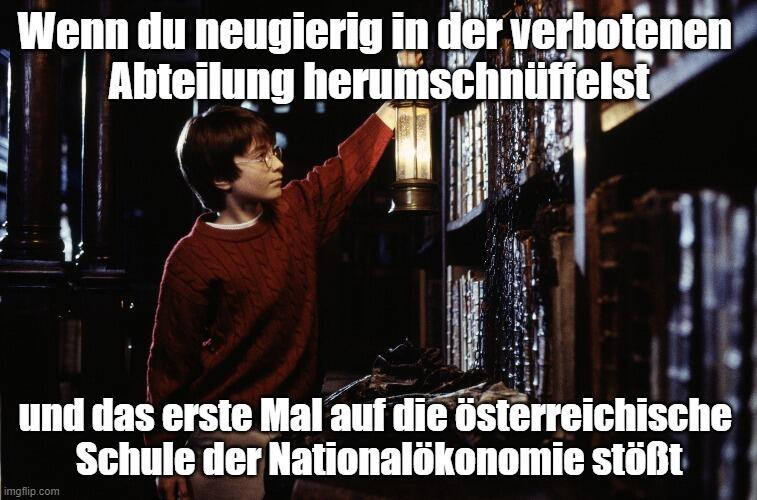 Wenn du neugierig in der verbotenen
Abteilung herumschnüffelst
und das erste Mal auf die österreichische
Schule der Nationalökonomie stößt
imgflip.com